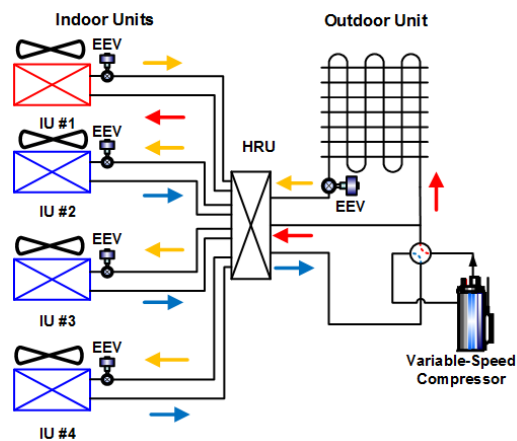 Indoor Units
Outdoor Unit
EEV
IU #1
EEV
HRU
IU #2
EEV
EEV
IU #3
EEV
Variable-Speed
Compressor
IU #4